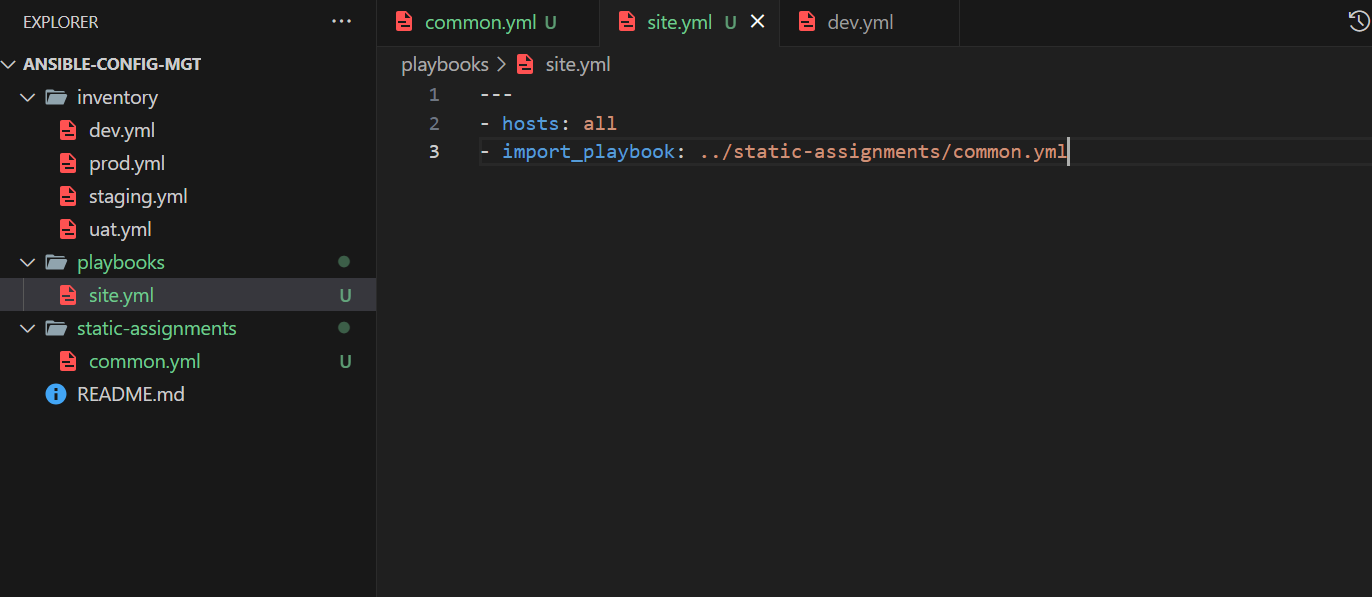 EXPLORER ...
ANSIBLE-CONFIG-MGT
inventory
dev.yml
prod.yml
staging.yml
uat.yml
playbooks
site.yml U
static-assignments
common.yml U
README.md
common.yml U site.yml U dev.yml
playbooks > site.yml
1 ---
2 - hosts: all
3 - import_playbook: ../static-assignments/common.yml